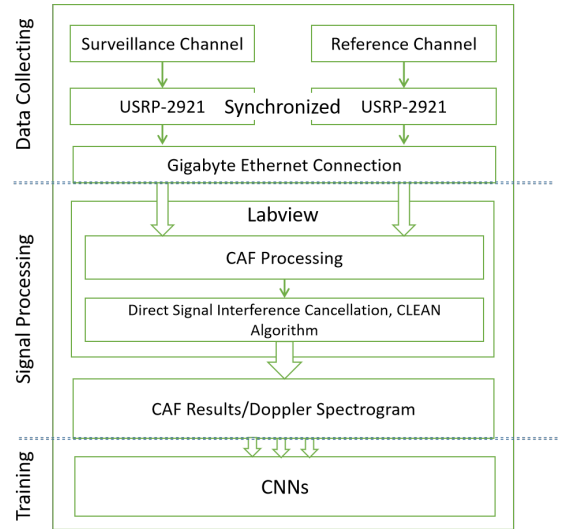 Data Collecting
Surveillance Channel
Reference Channel
USRP-2921
Synchronized
USRP-2921
Gigabyte Ethernet Connection
Signal Processing
Labview
CAF Processing
Direct Signal Interference Cancellation, CLEAN
Algorithm
CAF Results/Doppler Spectrogram
Training
CNNs